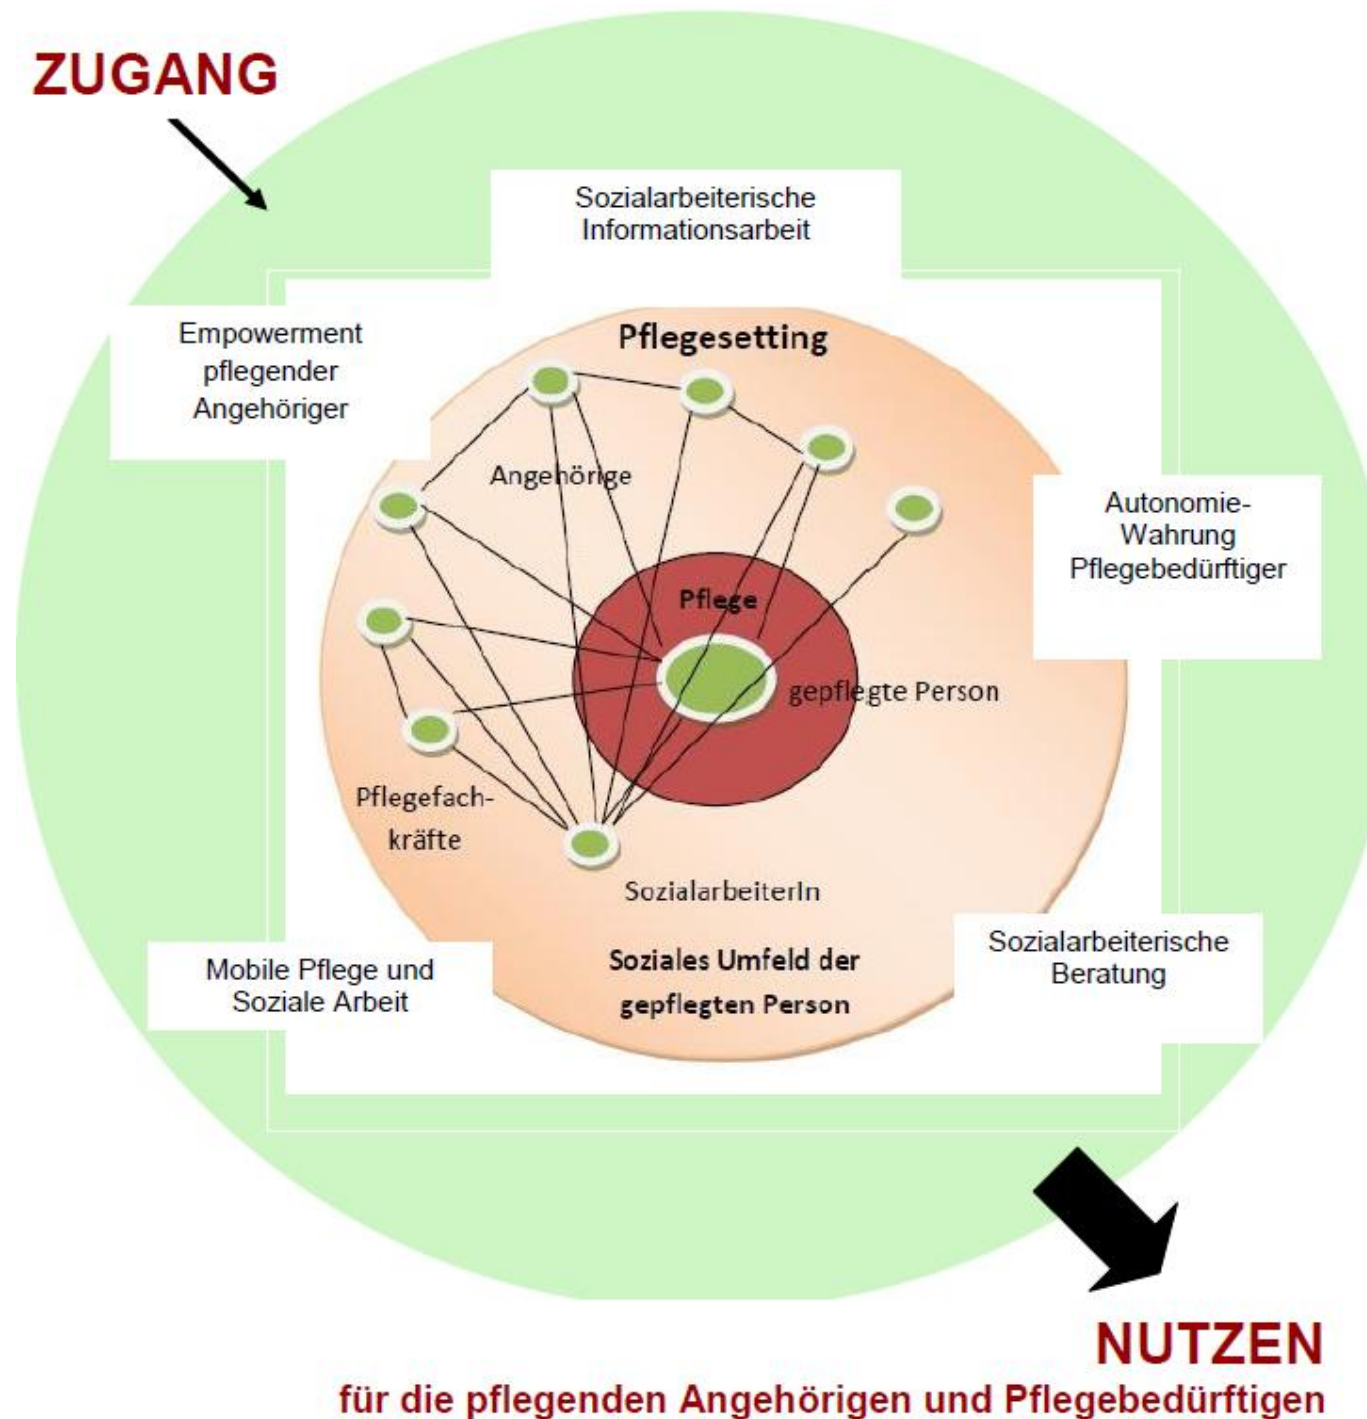 ZUGANG
Sozialarbeiterische
Informationsarbeit
Empowerment
pflegender
Angehöriger
Pflegesetting
Angehörige
Autonomie-
Wahrung
Pflegebedürftiger
Pflege
gepflegte Person
Pflegefach-
kräfte
SozialarbeiterIn
Mobile Pflege und
Soziale Arbeit
Soziales Umfeld der
gepflegten Person
Sozialarbeiterische
Beratung
NUTZEN
für die pflegenden Angehörigen und Pflegebedürftigen